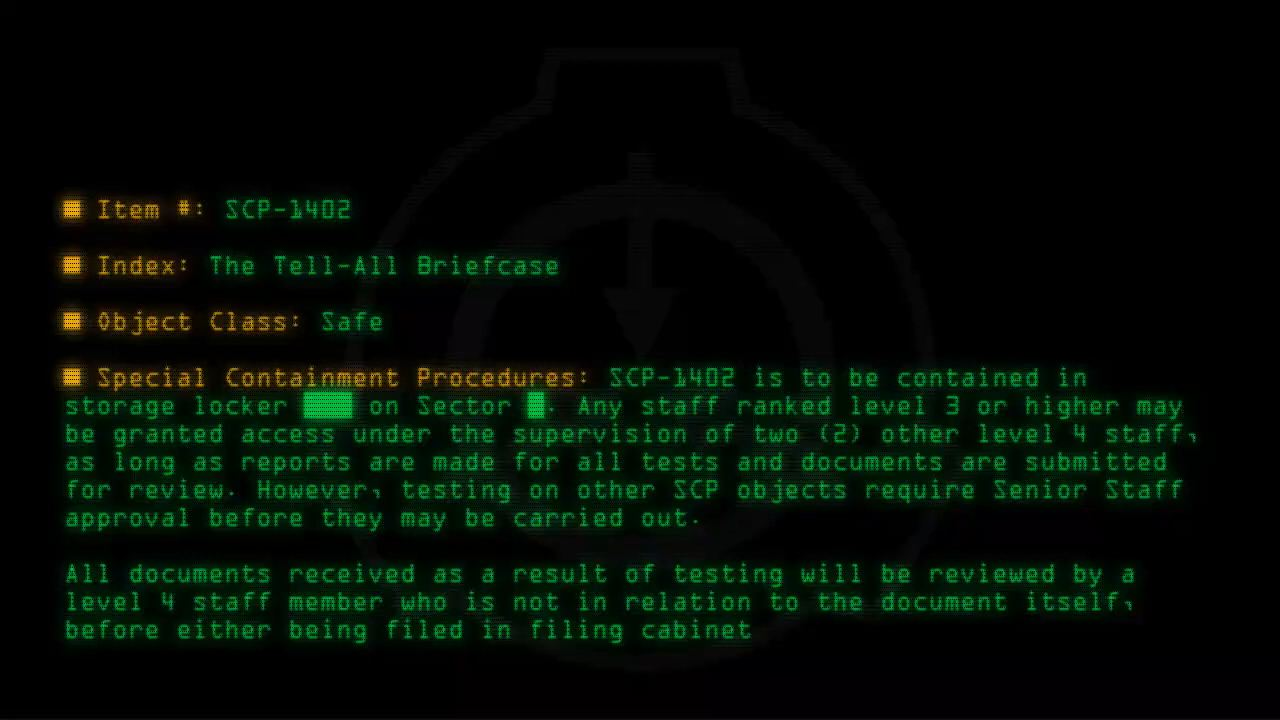 ■ Item #: SCP-1402
■ Index: The Tell-All Briefcase
■ Object Class: Safe
■ Special Containment Procedures: SCP-1402 is to be contained in
storage locker ███ on Sector █. Any staff ranked level 3 or higher may
be granted access under the supervision of two (2) other level 4 staff,
as long as reports are made for all tests and documents are submitted
for review. However, testing on other SCP objects require Senior Staff
approval before they may be carried out.
All documents received as a result of testing will be reviewed by a
level 4 staff member who is not in relation to the document itself,
before either being filed in filing cabinet